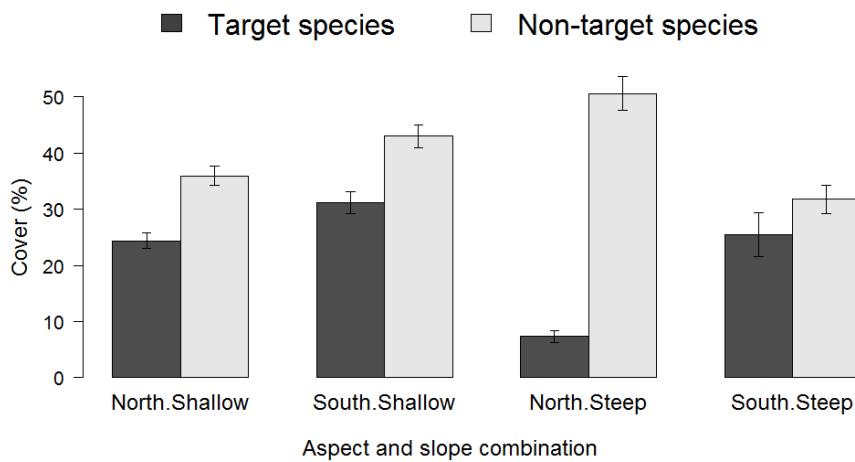 Target species Non-target species
50
40
30
20
10
0
Cover (%)
North.Shallow South.Shallow North.Steep South.Steep
Aspect and slope combination